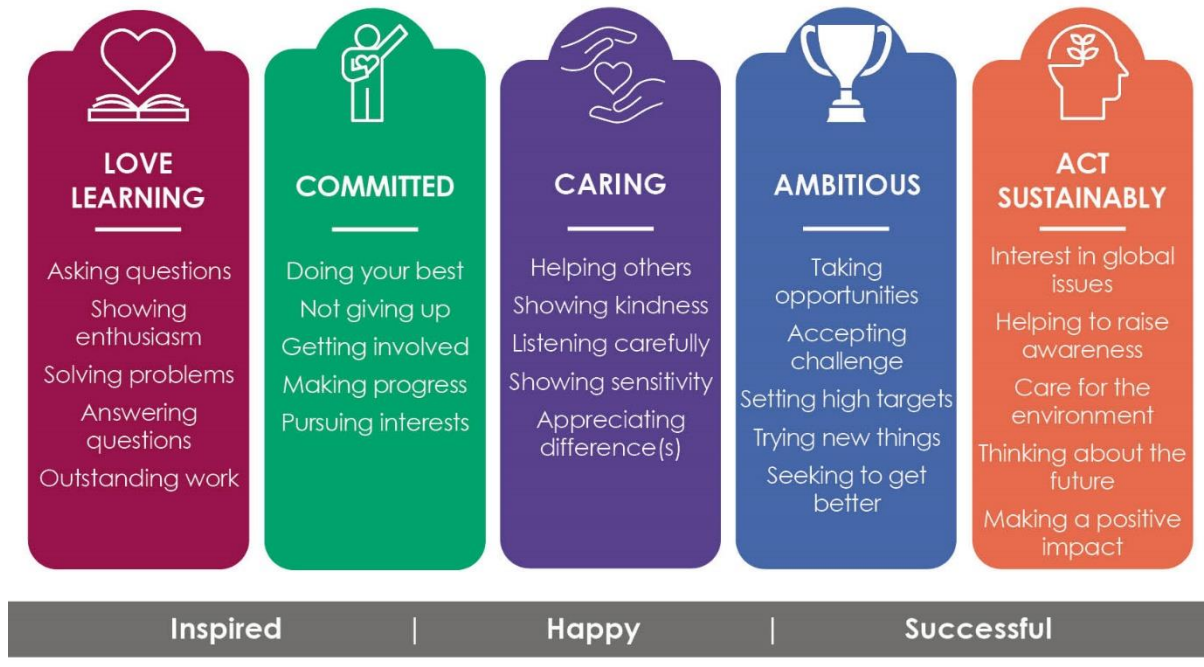 LOVE
LEARNING
Asking questions
Showing
enthusiasm
Solving problems
Answering
questions
Outstanding work
COMMITTED
Doing your best
Not giving up
Getting involved
Making progress
Pursuing interests
CARING
Helping others
Showing kindness
Listening carefully
Showing sensitivity
Appreciating
difference(s)
AMBITIOUS
Taking
opportunities
Accepting
challenge
Setting high targets
Trying new things
Seeking to get
better
ACT
SUSTAINABLY
Interest in global
issues
Helping to raise
awareness
Care for the
environment
Thinking about the
future
Making a positive
impact
Inspired | Happy | Successful